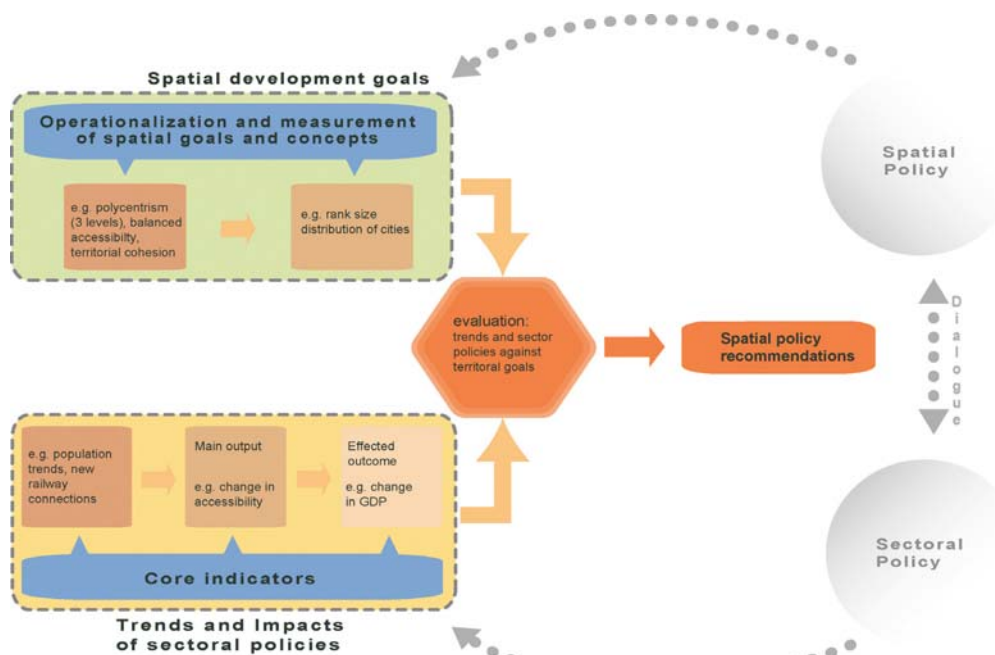 Spatial development goals
Operationalization and measurement
of spatial goals and concepts
e.g. polycentrism
(3 levels), balanced
accessibilty,
territorial cohesion
e.g. rank size
distribution of cities
Spatial
Policy
evaluation:
trends and sector
policies against
territoral goals
Spatial policy
recommendations
Dialogue
e.g. population
trends, new
railway
connections
Main output
e.g. change in
accessibility
Effected
outcome
e.g. change
in GDP
Core indicators
Sectoral
Policy
Trends and Impacts
of sectoral policies